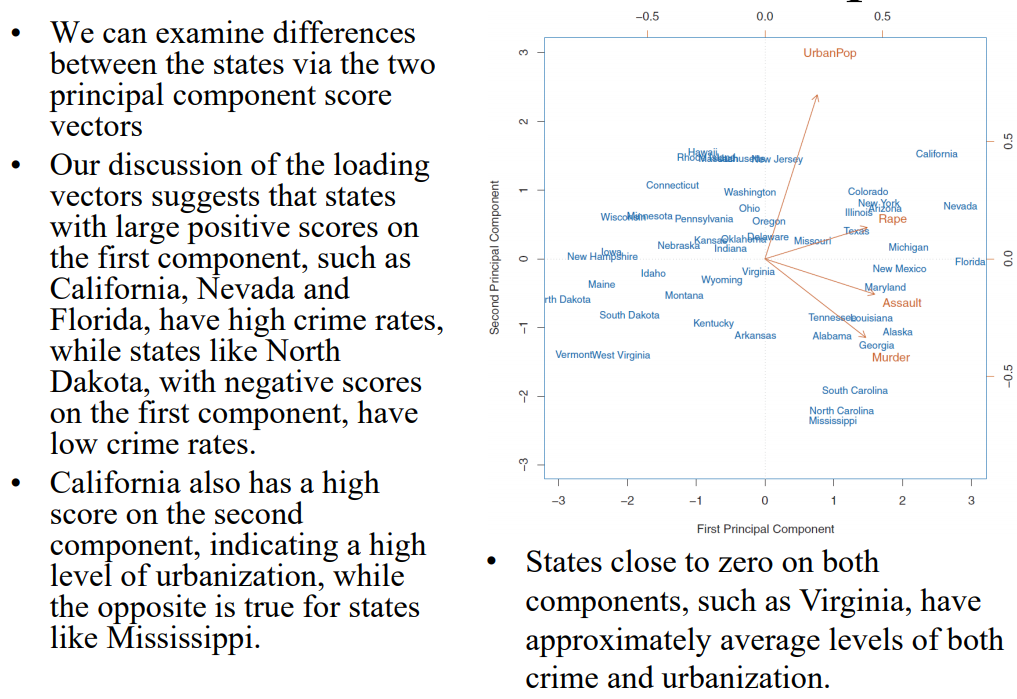 • We can examine differences
between the states via the two
principal component score
vectors
• Our discussion of the loading
vectors suggests that states
with large positive scores on
the first component, such as
California, Nevada and
Florida, have high crime rates,
while states like North
Dakota, with negative scores
on the first component, have
low crime rates.
• California also has a high
score on the second
component, indicating a high
level of urbanization, while
the opposite is true for states
like Mississippi.
−0.5 0.0 0.5
UrbanPop
Hawaii
Rhode Island Massachusetts New Jersey
California
Connecticut
Washington
Colorado
Ohio
New York
Arizona
Nevada
Wisconsin Minnesota Pennsylvania
Oregon
Illinois
Rape
Texas
Kansas Oklahoma Delaware
Missouri
Nebraska
Indiana
Michigan
Iowa
New Hampshire
Florida
Idaho
Virginia
New Mexico
Wyoming
Maine
Maryland
Montana
rth Dakota
Assault
South Dakota
Tennessee Louisiana
Kentucky
Arkansas
Alabama
Alaska
Georgia
Vermont West Virginia
Murder
South Carolina
North Carolina
Mississippi
3
2
1
0
−1
−2
−3
Second Principal Component
0.5
0.0
−0.5
−3 −2 −1 0 1 2 3
First Principal Component
• States close to zero on both
components, such as Virginia, have
approximately average levels of both
crime and urbanization.